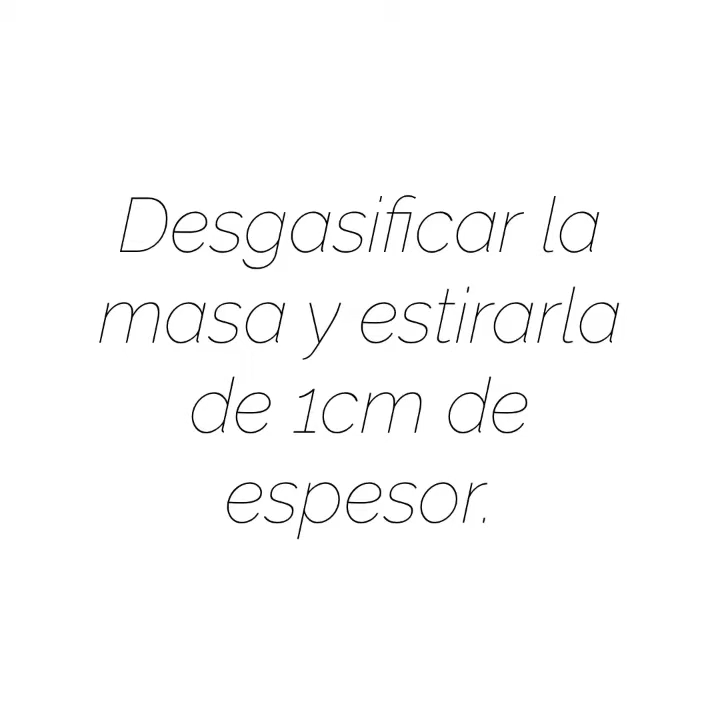 Desgasificar la
masa y estirarla
de 1cm de
espesor.